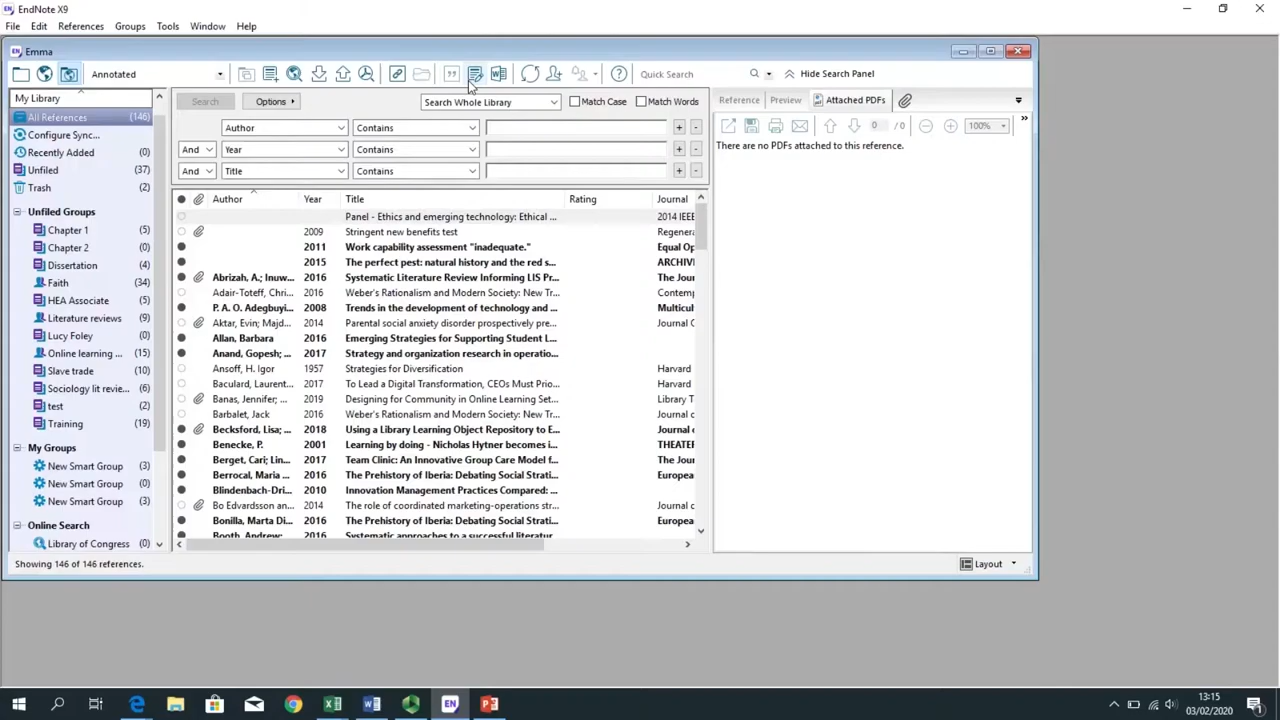 EndNote X9
File Edit References Groups Tools Window Help
Emma
Annotated
Quick Search
Hide Search Panel
My Library
All References (146)
Configure Sync...
Recently Added (0)
Unfiled (37)
Trash (2)
Unfiled Groups
Chapter 1 (5)
Chapter 2 (0)
Dissertation (4)
Faith (34)
HEA Associate (5)
Literature reviews (9)
Lucy Foley (0)
Online learning ... (15)
Slave trade (10)
Sociology lit revie... (6)
test (2)
Training (19)
My Groups
New Smart Group (3)
New Smart Group (0)
New Smart Group (3)
Online Search
Library of Congress (0)
Search Options Search Whole Library Match Case Match Words
Author Contains + -
And Year Contains + -
And Title Contains + -
Author Year Title Rating Journal
Panel - Ethics and emerging technology: Ethical ... 2014 IEEE
2009 Stringent new benefits test Regenera
2011 Work capability assessment "inadequate." Equal Op
2015 The perfect pest: natural history and the red s... ARCHIVI
Abrizah, A.; Inuw... 2016 Systematic Literature Review Informing LIS Pr... The Jour
Adair-Toteff, Chri... 2016 Weber's Rationalism and Modern Society: New Tr... Contemp
P. A. O. Adegbuyi... 2008 Trends in the development of technology and ... Multicult
Aktar, Evin; Majd... 2014 Parental social anxiety disorder prospectively pre... Journal C
Allan, Barbara 2016 Emerging Strategies for Supporting Student L...
Anand, Gopesh; ... 2017 Strategy and organization research in operatio...
Ansoff, H. Igor 1957 Strategies for Diversification Harvard
Baculard, Laurent... 2017 To Lead a Digital Transformation, CEOs Must Prio... Harvard
Banas, Jennifer; ... 2019 Designing for Community in Online Learning Set... Library T
Barbalet, Jack 2016 Weber's Rationalism and Modern Society: New Tr... Journal o
Becksford, Lisa; ... 2018 Using a Library Learning Object Repository to E... Journal o
Benecke, P. 2001 Learning by doing - Nicholas Hytner becomes i... THEATER
Berget, Cari; Lin... 2017 Team Clinic: An Innovative Group Care Model f... The Jour
Berrocal, Maria ... 2016 The Prehistory of Iberia: Debating Social Strati... European
Blindenbach-Dri... 2010 Innovation Management Practices Compared: ...
Bo Edvardsson an... 2014 The role of coordinated marketing-operations str... Journal o
Bonilla, Marta Di... 2016 The Prehistory of Iberia: Debating Social Strati... European
Booth, Andrew; 2016 Systematic approaches to a successful literatur
Reference Preview Attached PDFs
0 / 0 100%
There are no PDFs attached to this reference.
Showing 146 of 146 references.
Layout
13:15
03/02/2020